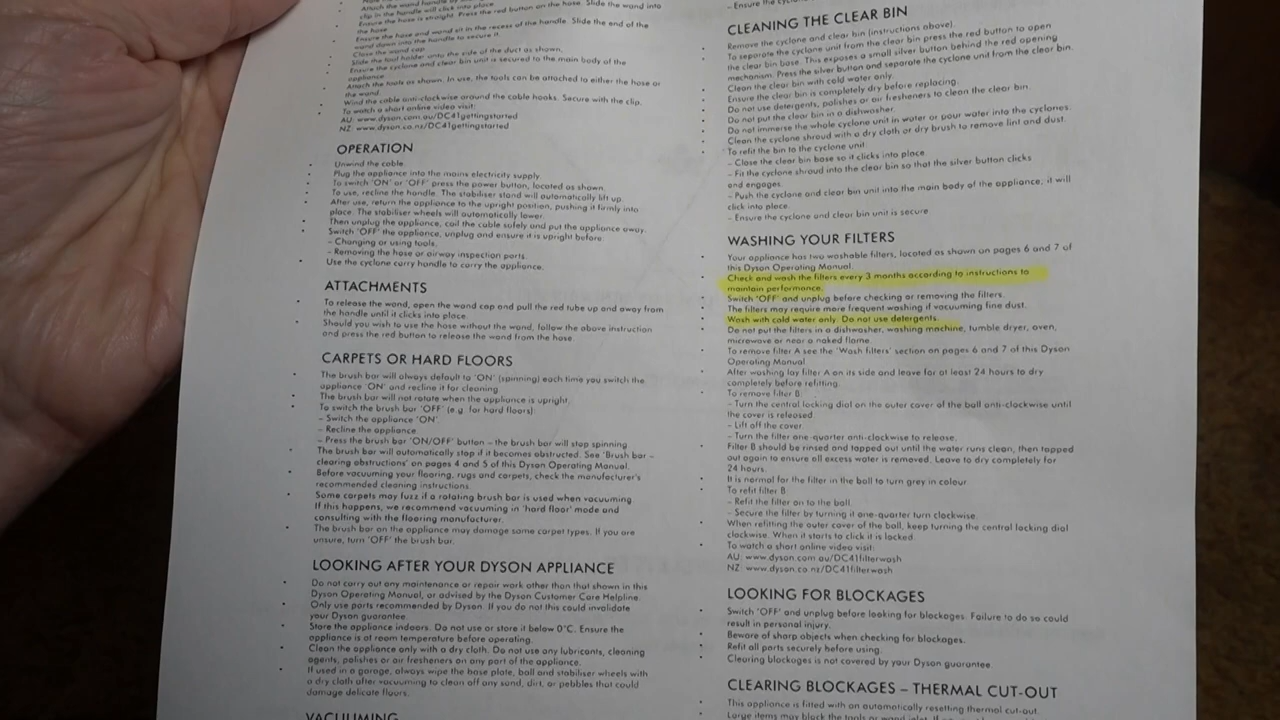 Attach the wand handle by
clip in the handle will click into place
Ensure the hose is straight. Press the red button on the hose. Slide the wand into
the hose
Ensure the hose and wand sit in the recess of the handle. Slide the end of the
wand down into the handle to secure it.
Close the wand cap
Slide the tool holder onto the side of the duct as shown.
Ensure the cyclone and clear bin unit is secured to the main body of the
appliance
Attach the tools as shown. In use, the tools can be attached to either the hose or
the wand.
Wind the cable anti-clockwise around the cable hooks. Secure with the clip.
To watch a short online video visit:
AU: www.dyson.com.au/DC41gettingstarted
NZ: www.dyson.co.nz/DC41gettingstarted
OPERATION
Unwind the cable.
Plug the appliance into the mains electricity supply.
To switch 'ON' or 'OFF' press the power button, located as shown.
To use, recline the handle. The stabiliser stand will automatically lift up.
After use, return the appliance to the upright position, pushing it firmly into
place. The stabiliser wheels will automatically lower.
Then unplug the appliance, coil the cable safely and put the appliance away.
Switch 'OFF' the appliance, unplug and ensure it is upright before:
– Changing or using tools.
– Removing the hose or airway inspection parts.
Use the cyclone carry handle to carry the appliance.
ATTACHMENTS
To release the wand, open the wand cap and pull the red tube up and away from
the handle until it clicks into place.
Should you wish to use the hose without the wand, follow the above instruction
and press the red button to release the wand from the hose.
CARPETS OR HARD FLOORS
The brush bar will always default to 'ON' (spinning) each time you switch the
appliance 'ON' and recline it for cleaning.
The brush bar will not rotate when the appliance is upright.
To switch the brush bar 'OFF' (e.g. for hard floors):
– Switch the appliance 'ON'.
– Recline the appliance.
– Press the brush bar 'ON/OFF' button – the brush bar will stop spinning.
The brush bar will automatically stop if it becomes obstructed. See 'Brush bar –
clearing obstructions' on pages 4 and 5 of this Dyson Operating Manual.
Before vacuuming your flooring, rugs and carpets, check the manufacturer's
recommended cleaning instructions.
Some carpets may fuzz if a rotating brush bar is used when vacuuming.
If this happens, we recommend vacuuming in 'hard floor' mode and
consulting with the flooring manufacturer.
The brush bar on the appliance may damage some carpet types. If you are
unsure, turn 'OFF' the brush bar.
LOOKING AFTER YOUR DYSON APPLIANCE
Do not carry out any maintenance or repair work other than that shown in this
Dyson Operating Manual, or advised by the Dyson Customer Care Helpline.
Only use parts recommended by Dyson. If you do not this could invalidate
your Dyson guarantee.
Store the appliance indoors. Do not use or store it below 0°C. Ensure the
appliance is at room temperature before operating.
Clean the appliance only with a dry cloth. Do not use any lubricants, cleaning
agents, polishes or air fresheners on any part of the appliance.
If used in a garage, always wipe the base plate, ball and stabiliser wheels with
a dry cloth after vacuuming to clean off any sand, dirt, or pebbles that could
damage delicate floors.
VACUUMING
– Ensure the cyclone
CLEANING THE CLEAR BIN
Remove the cyclone and clear bin (instructions above).
To separate the cyclone unit from the clear bin press the red button to open
the clear bin base. This exposes a small silver button behind the red opening
mechanism. Press the silver button and separate the cyclone unit from the clear bin.
Clean the clear bin with cold water only.
Ensure the clear bin is completely dry before replacing.
Do not use detergents, polishes or air fresheners to clean the clear bin.
Do not put the clear bin in a dishwasher.
Do not immerse the whole cyclone unit in water or pour water into the cyclones.
Clean the cyclone shroud with a dry cloth or dry brush to remove lint and dust.
To refit the bin to the cyclone unit:
– Close the clear bin base so it clicks into place.
– Fit the cyclone shroud into the clear bin so that the silver button clicks
and engages.
– Push the cyclone and clear bin unit into the main body of the appliance, it will
click into place.
– Ensure the cyclone and clear bin unit is secure.
WASHING YOUR FILTERS
Your appliance has two washable filters, located as shown on pages 6 and 7 of
this Dyson Operating Manual.
Check and wash the filters every 3 months according to instructions to
maintain performance.
Switch 'OFF' and unplug before checking or removing the filters.
The filters may require more frequent washing if vacuuming fine dust.
Wash with cold water only. Do not use detergents.
Do not put the filters in a dishwasher, washing machine, tumble dryer, oven,
microwave or near a naked flame.
To remove filter A see the 'Wash filters' section on pages 6 and 7 of this Dyson
Operating Manual.
After washing lay filter A on its side and leave for at least 24 hours to dry
completely before refitting.
To remove filter B:
– Turn the central locking dial on the outer cover of the ball anti-clockwise until
the cover is released.
– Lift off the cover.
– Turn the filter one-quarter anti-clockwise to release.
Filter B should be rinsed and tapped out until the water runs clean, then tapped
out again to ensure all excess water is removed. Leave to dry completely for
24 hours.
It is normal for the filter in the ball to turn grey in colour.
To refit filter B:
– Refit the filter on to the ball.
– Secure the filter by turning it one-quarter turn clockwise.
When refitting the outer cover of the ball, keep turning the central locking dial
clockwise. When it starts to click it is locked.
To watch a short online video visit:
AU: www.dyson.com.au/DC41filterwash
NZ: www.dyson.co.nz/DC41filterwash
LOOKING FOR BLOCKAGES
Switch 'OFF' and unplug before looking for blockages. Failure to do so could
result in personal injury.
Beware of sharp objects when checking for blockages.
Refit all parts securely before using.
Clearing blockages is not covered by your Dyson guarantee.
CLEARING BLOCKAGES – THERMAL CUT-OUT
This appliance is fitted with an automatically resetting thermal cut-out.
Large items may block the tools or wand inlet. If